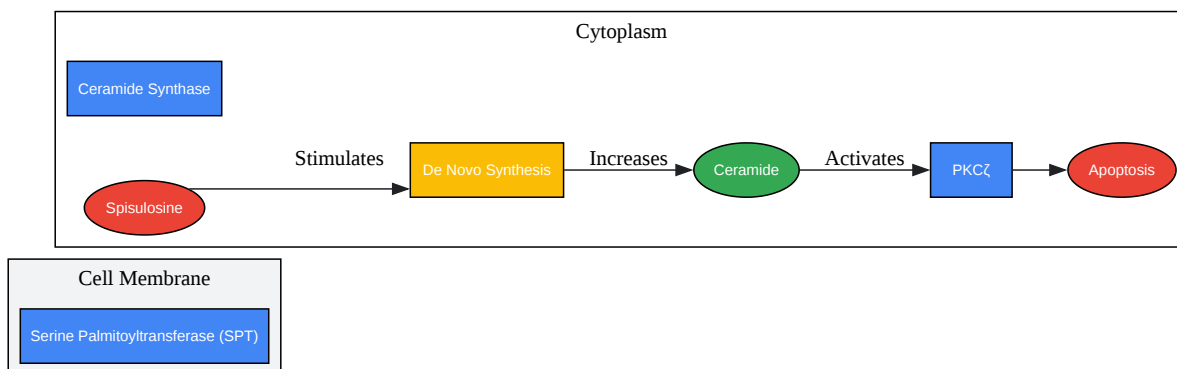 Cytoplasm
Ceramide Synthase
Stimulates
Increases
Activates
De Novo Synthesis
Ceramide
PKCζ
Apoptosis
Spisulosine
Cell Membrane
Serine Palmitoyltransferase (SPT)